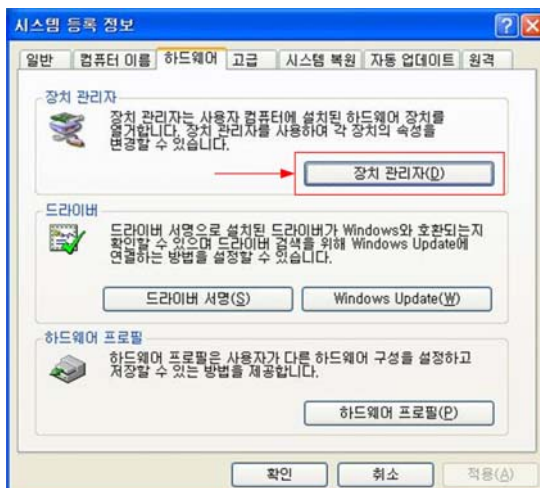 시스템 등록 정보
일반 컴퓨터 이름 하드웨어 고급 시스템 복원 자동 업데이트 원격
장치 관리자
장치 관리자는 사용자 컴퓨터에 설치된 하드웨어 장치를
열거합니다. 장치 관리자를 사용하여 각 장치의 속성을
변경할 수 있습니다.
장치 관리자(D)
드라이버
드라이버 서명으로 설치된 드라이버가 Windows와 호환되는지
확인할 수 있으며 드라이버 검색을 위해 Windows Update에
연결하는 방법을 설정할 수 있습니다.
드라이버 서명(S) Windows Update(W)
하드웨어 프로필
하드웨어 프로필은 사용자가 다른 하드웨어 구성을 설정하고
저장할 수 있는 방법을 제공합니다.
하드웨어 프로필(P)
확인 취소 적용(A)